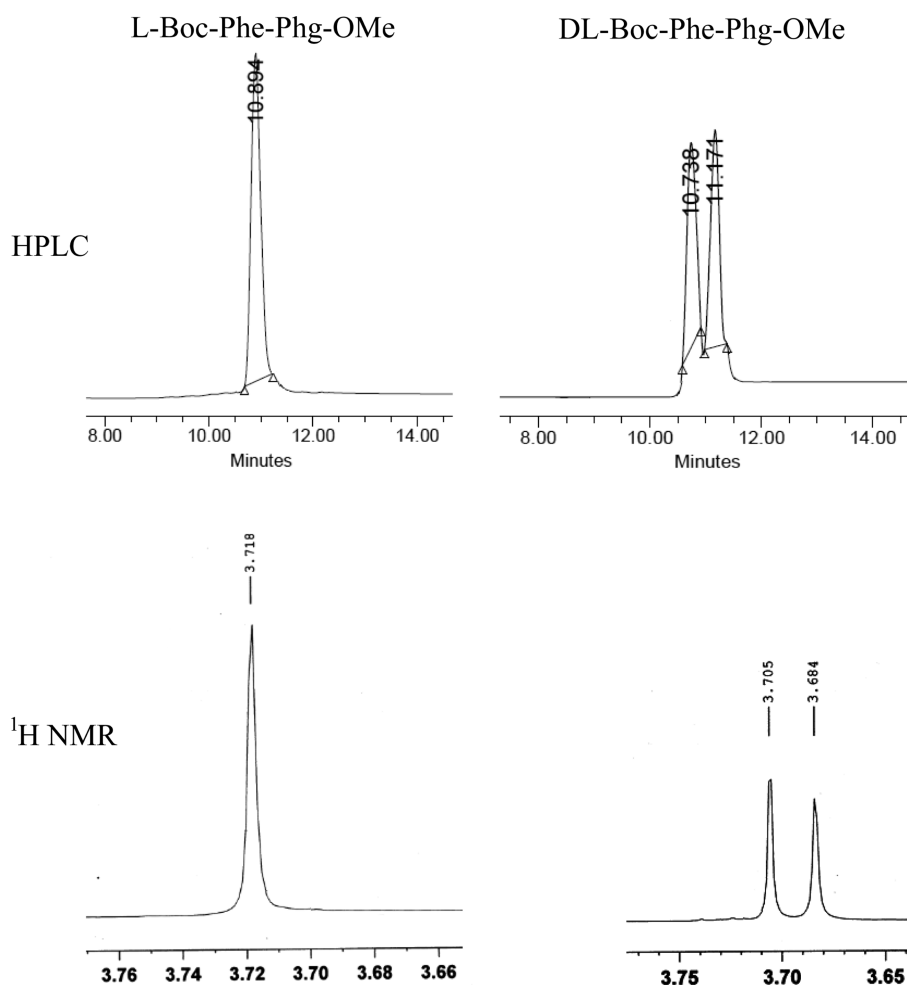 L-Boc-Phe-Phg-OMe
DL-Boc-Phe-Phg-OMe
HPLC
10.894
10.738
11.171
8.00 10.00 12.00 14.00
Minutes
8.00 10.00 12.00 14.00
Minutes
¹H NMR
3.718
3.705
3.684
3.76 3.74 3.72 3.70 3.68 3.66
3.75 3.70 3.65